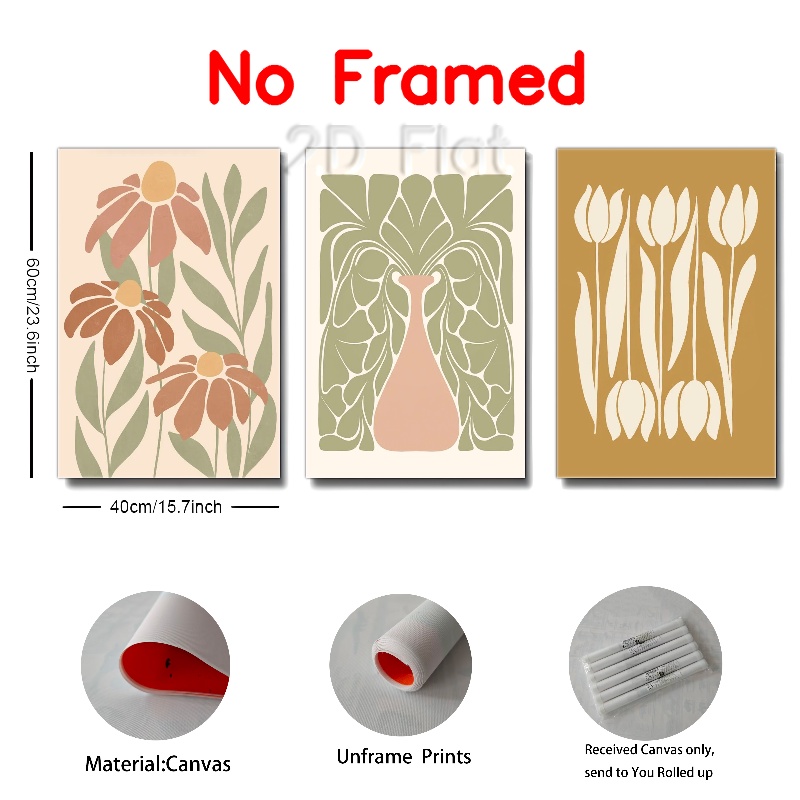 No Framed
2D Flat
60cm/23.6inch
40cm/15.7inch
Material:Canvas
Unframe Prints
Received Canvas only,
send to You Rolled up